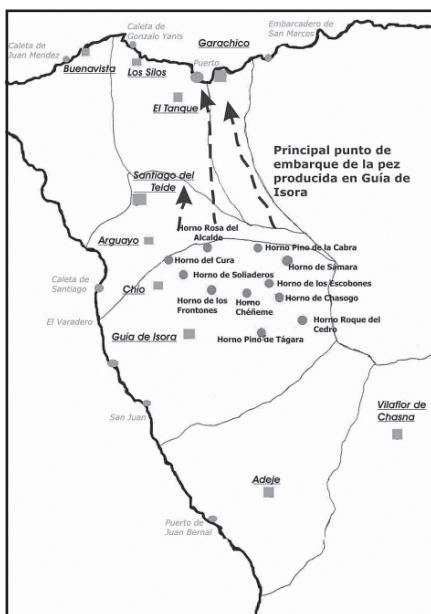 Caleta de
Juan Mendez
Buenavista
Caleta de
Gonzalo Yanis
Los Silos
Garachico
Puerto
Embarcadero de
San Marcos
El Tanque
Principal punto de
embarque de la pez
producida en Guía de
Isora
Santiago del
Teide
Arguayo
Horno Rosa del
Alcalde
Horno Pino de la Cabra
Horno del Cura
Horno de Samara
Horno de Soliaderos
Horno de los Escobones
Caleta de
Santiago
Chío
Horno de los
Frontones
Horno
Chéñeme
Horno de Chasogo
El Varadero
Guía de Isora
Horno Roque del
Cedro
Horno Pino de Tágara
San Juan
Vilaflor de
Chasna
Adeje
Puerto de
Juan Bernal